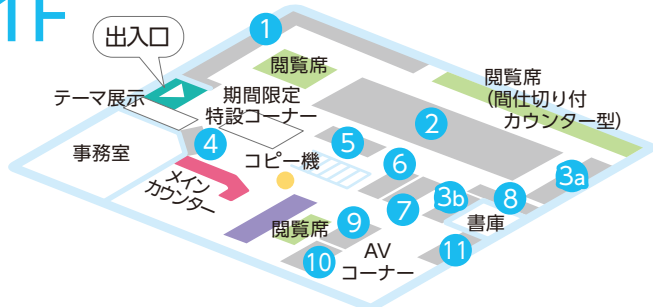 1F
出入口
1
閲覧席
閲覧席
(間仕切り付
カウンター型)
テーマ展示
期間限定
特設コーナー
2
事務室
4
コピー機
5
6
3a
メイン
カウンター
7
3b
8
書庫
閲覧席
9
AV
コーナー
10
11